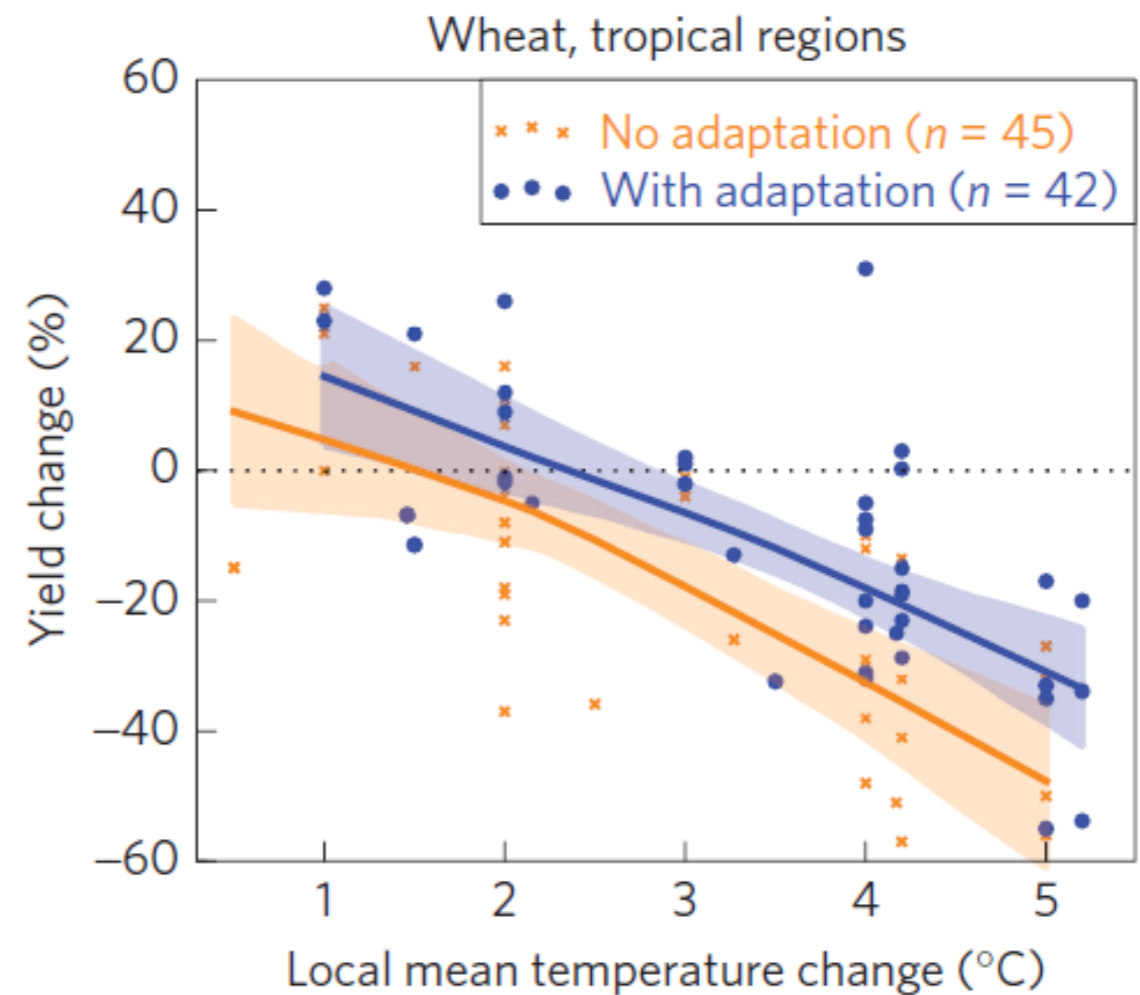 Wheat, tropical regions
60
No adaptation (n = 45)
With adaptation (n = 42)
40
20
0
–20
–40
–60
Yield change (%)
1 2 3 4 5
Local mean temperature change (°C)